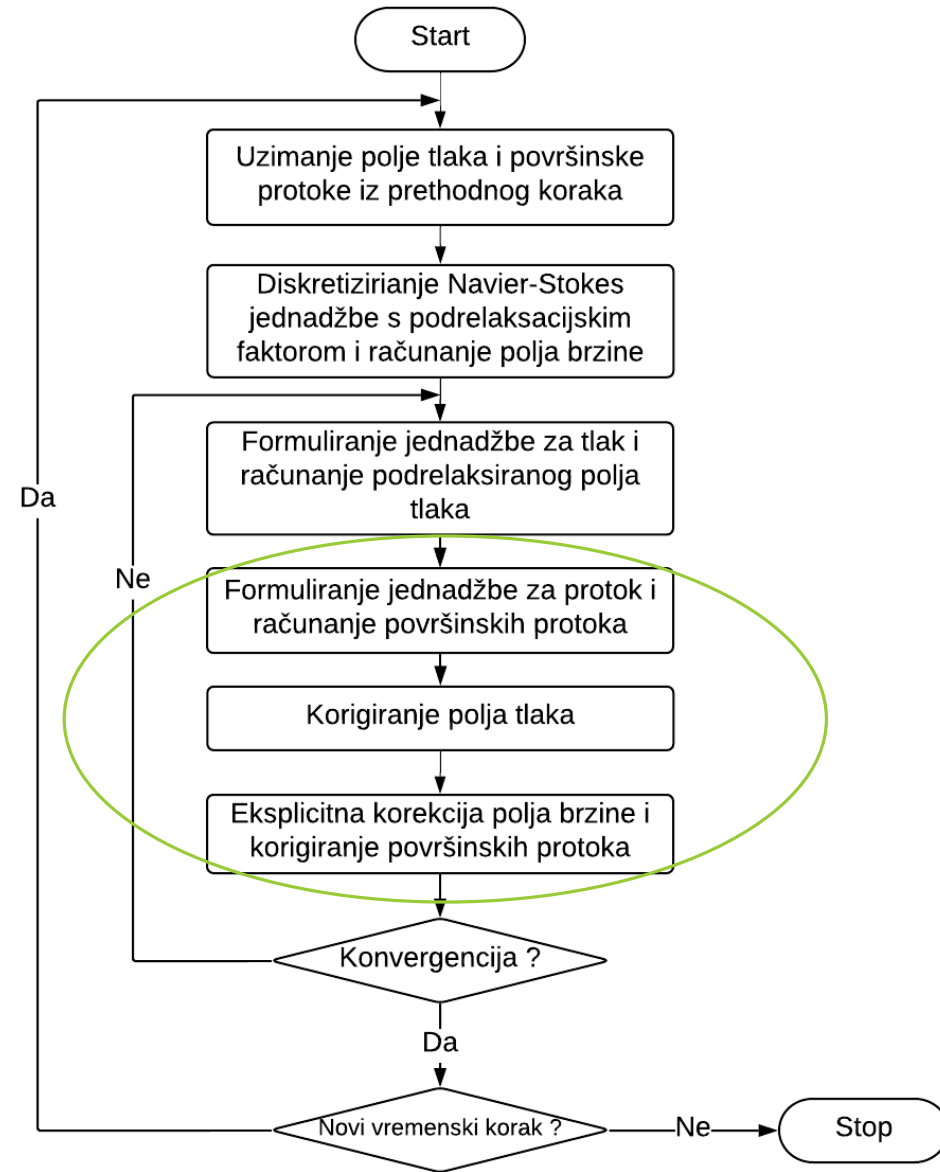 Start
Uzimanje polje tlaka i površinske
protoke iz prethodnog koraka
Diskretizirianje Navier-Stokes
jednadžbe s podrelaksacijskim
faktorom i računanje polja brzine
Formuliranje jednadžbe za tlak i
računanje podrelaksiranog polja
tlaka
Da
Ne
Formuliranje jednadžbe za protok i
računanje površinskih protoka
Korigiranje polja tlaka
Eksplicitna korekcija polja brzine i
korigiranje površinskih protoka
Konvergencija ?
Da
Novi vremenski korak ?
Ne
Stop